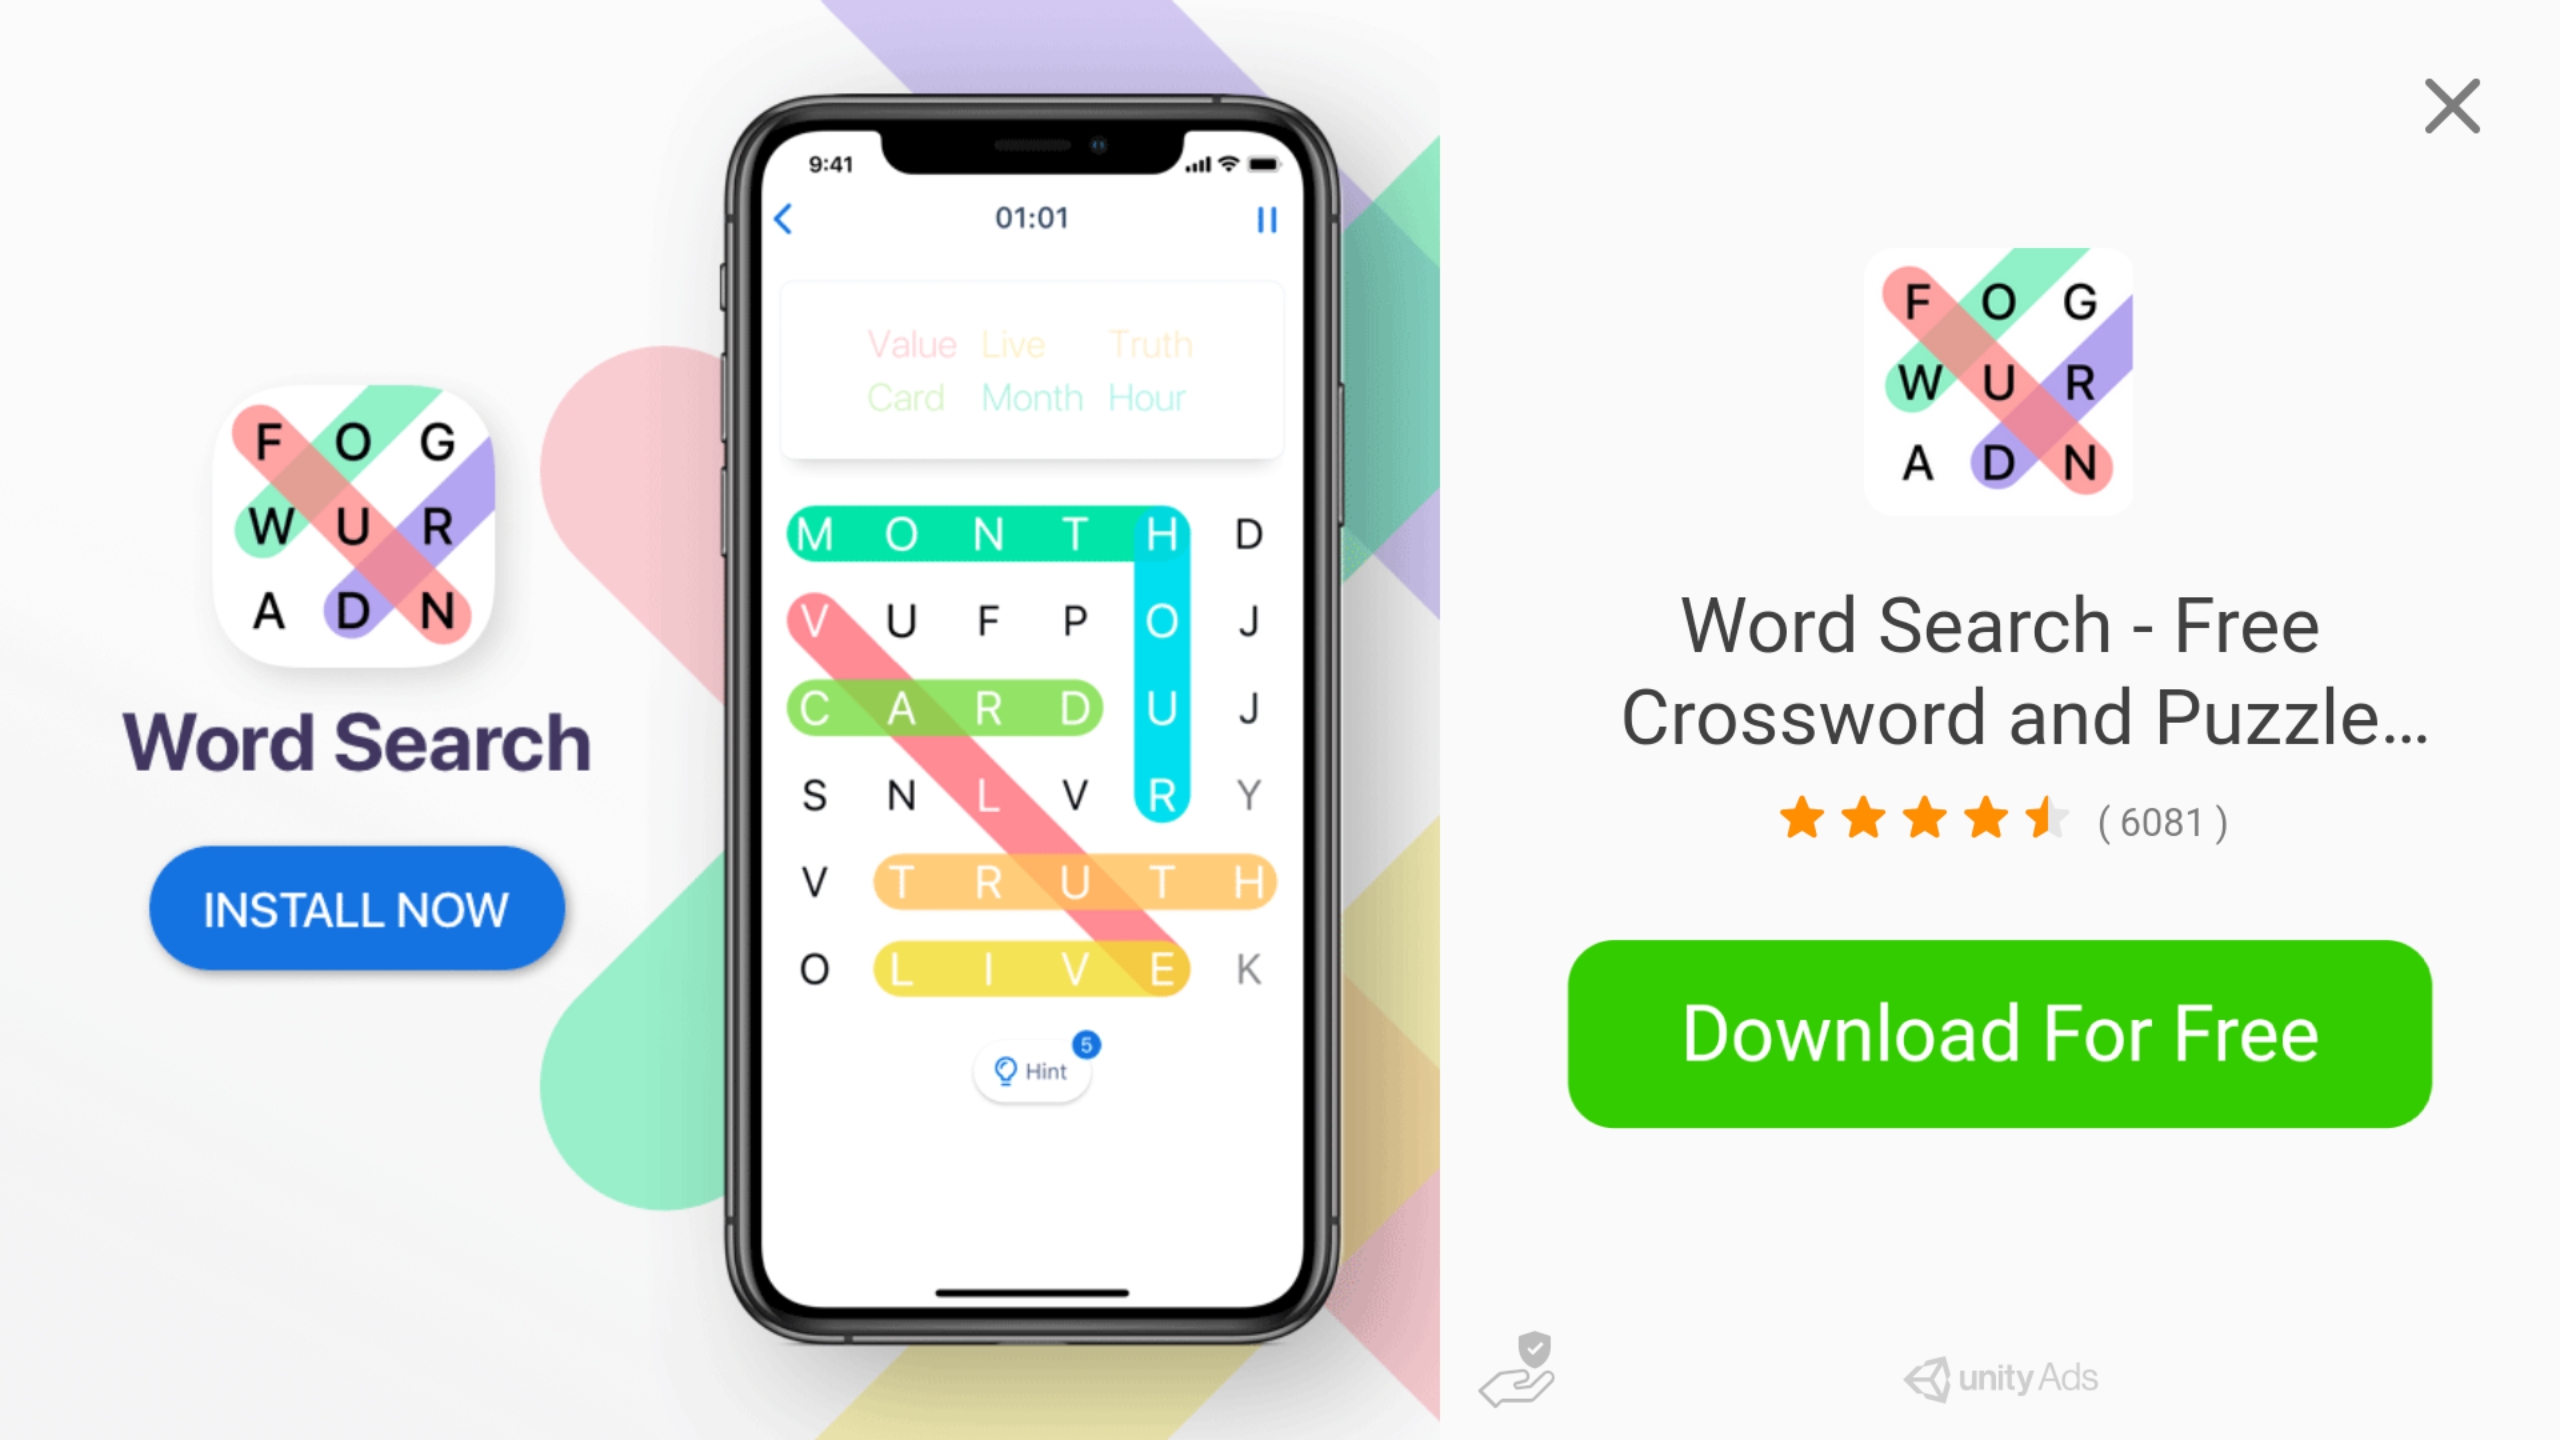 F O G
W U R
A D N
Word Search
INSTALL NOW
9:41
01:01
Value Live Truth
Card Month Hour
M O N T H D
V U F P O J
C A R D U J
S N L V R Y
V T R U T H
O L I V E K
5
Hint
F O G
W U R
A D N
Word Search - Free
Crossword and Puzzle...
( 6081 )
Download For Free
unity Ads